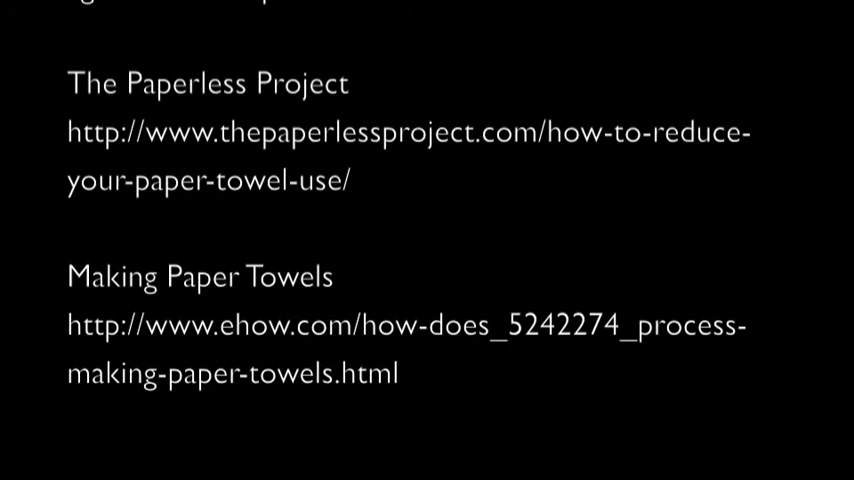 The Paperless Project
http://www.thepaperlessproject.com/how-to-reduce-
your-paper-towel-use/
Making Paper Towels
http://www.ehow.com/how-does_5242274_process-
making-paper-towels.html